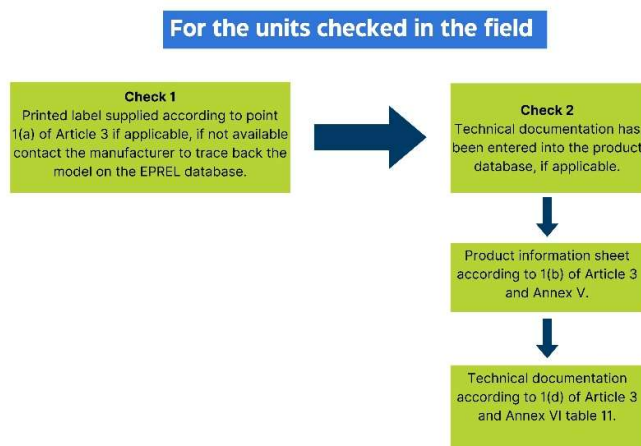 For the units checked in the field
Check 1
Printed label supplied according to point
1(a) of Article 3 if applicable, if not available
contact the manufacturer to trace back the
model on the EPREL database.
Check 2
Technical documentation has
been entered into the product
database, if applicable.
Product information sheet
according to 1(b) of Article 3
and Annex V.
Technical documentation
according to 1(d) of Article 3
and Annex VI table 11.